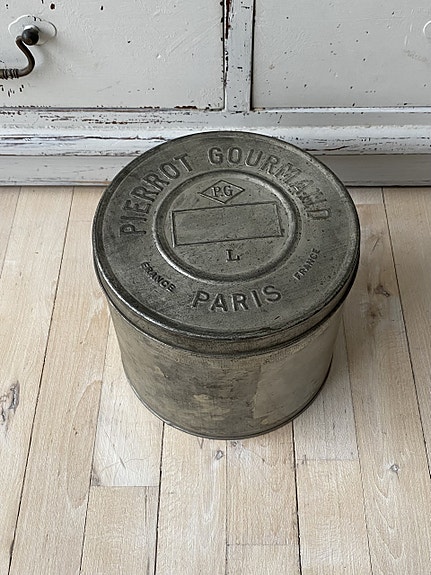 PIERROT GOURMAND
P.G
L
FRANCE
PARIS
FRANCE